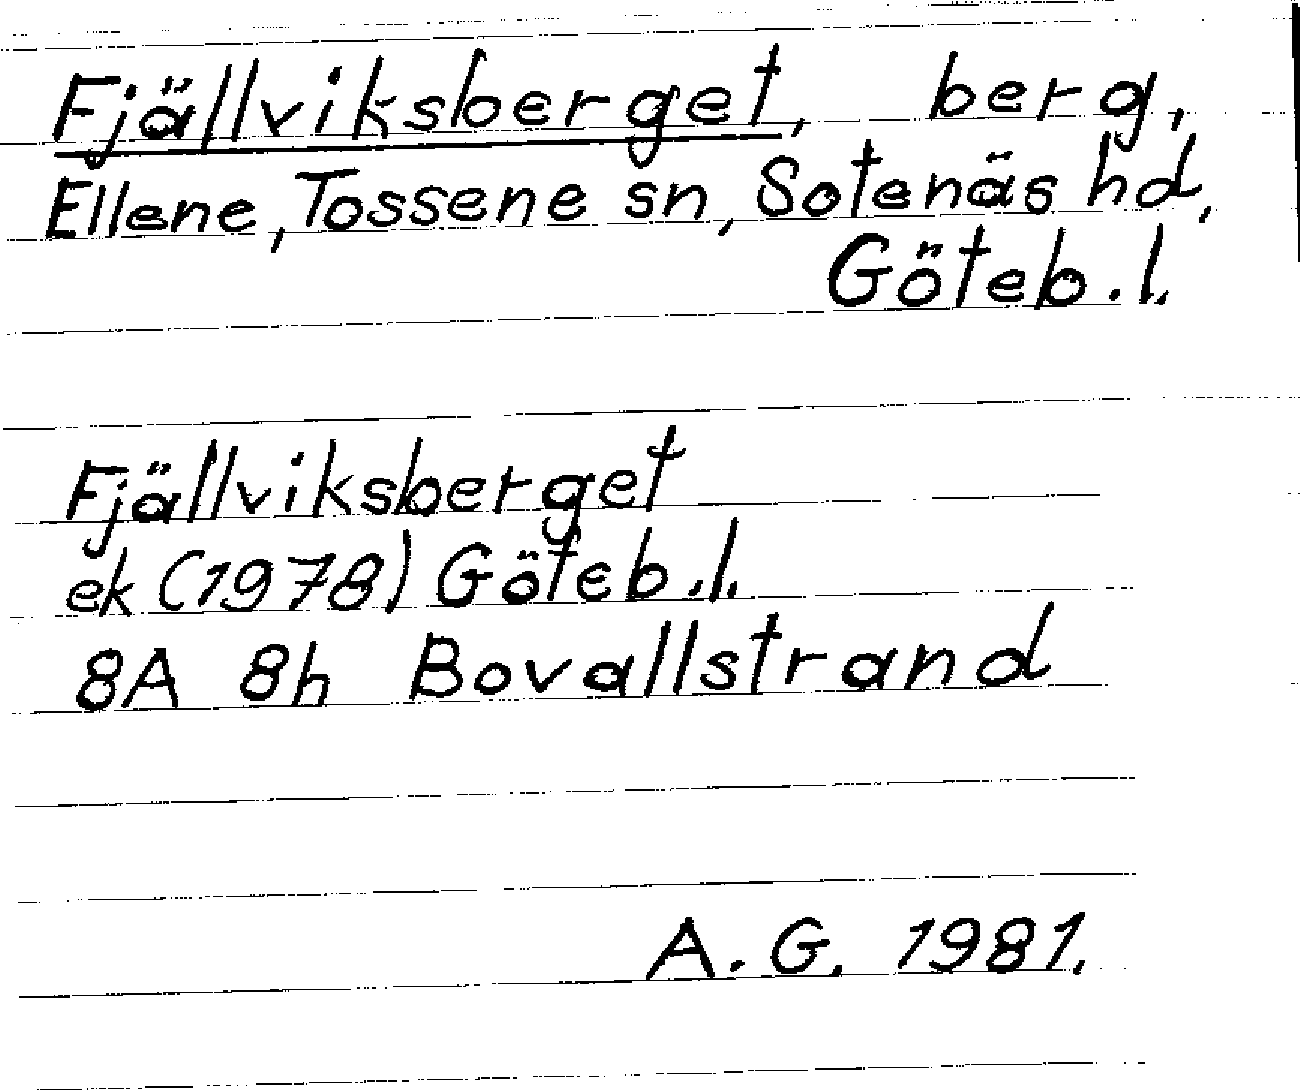 Fjällviksberget, berg,
Ellene, Tossene sn, Sotenäs hd,
Göteb. l.
Fjällviksberget
ek (1978) Göteb. l.
8A 8h Bovallstrand
A. G. 1981.